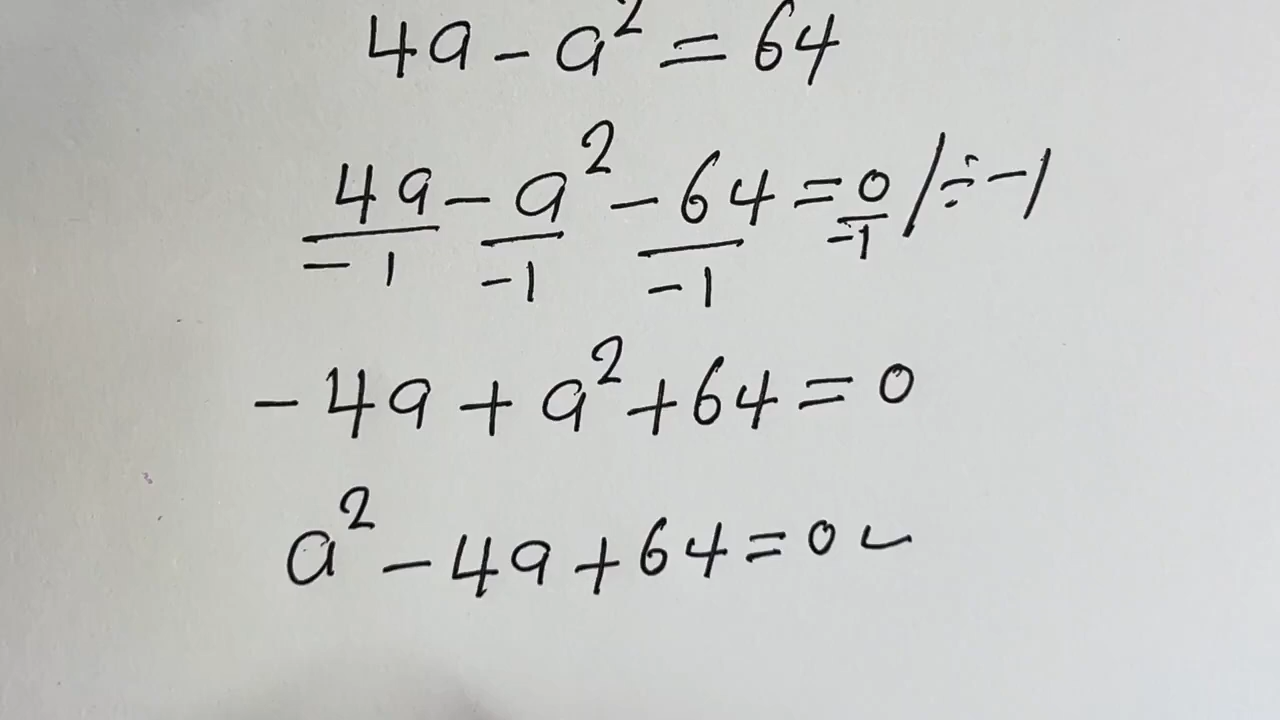 4a - a² = 64
4a/-1 - a²/-1 - 64/-1 = 0/-1 / ÷ -1
- 4a + a² + 64 = 0
a² - 4a + 64 = 0